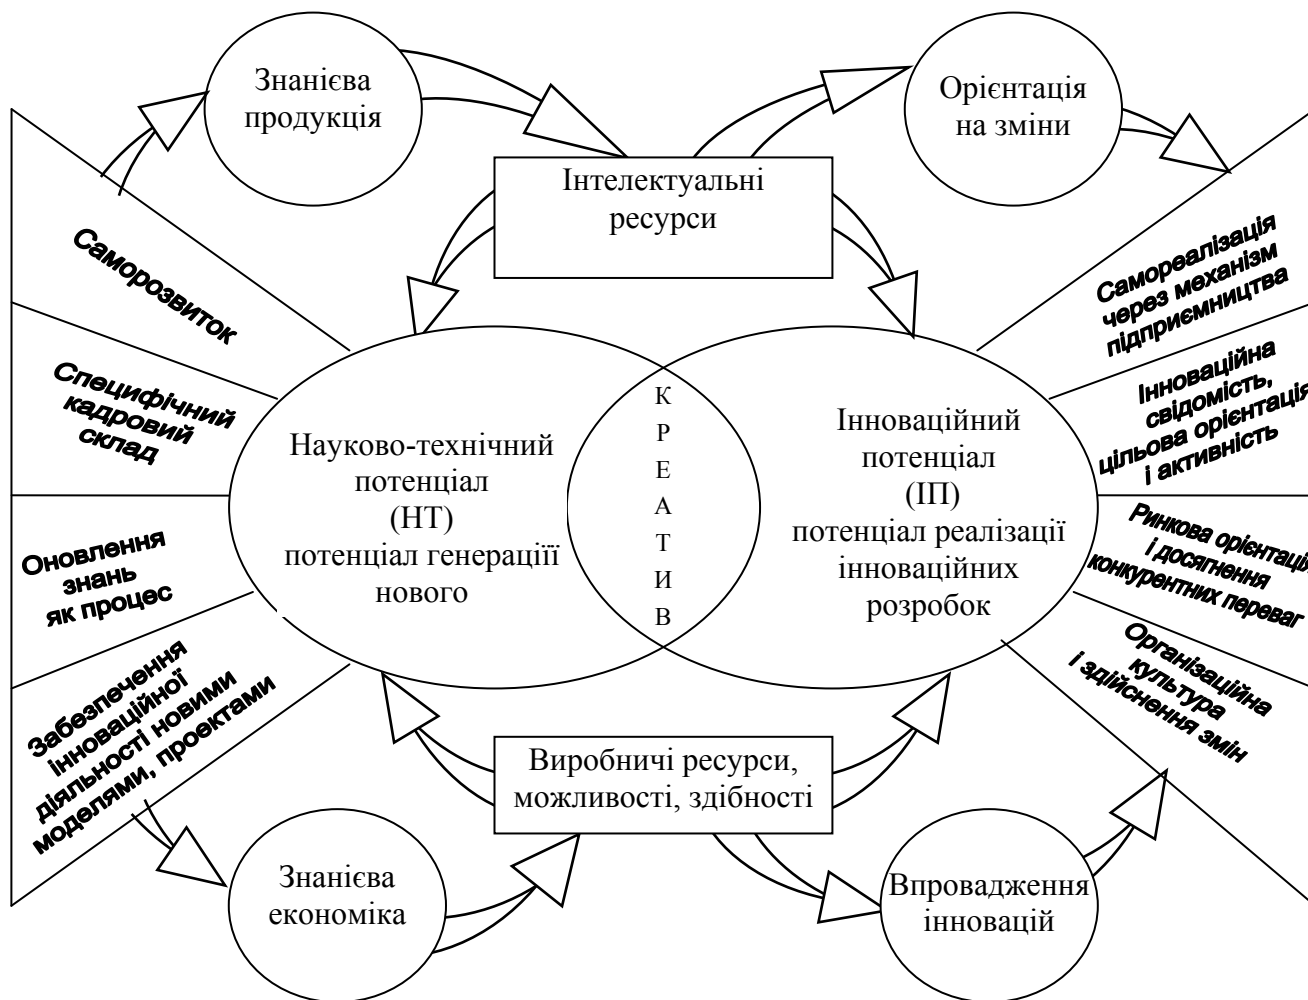 Знанієва
продукція
Орієнтація
на зміни
Інтелектуальні
ресурси
Саморозвиток
Специфічний
кадровий
склад
Оновлення
знань
як процес
Забезпечення
інноваційної
діяльності новими
моделями, проектами
Науково-технічний
потенціал
(НТ)
потенціал генераціїї
нового
К
Р
Е
А
Т
И
В
Інноваційний
потенціал
(ІП)
потенціал реалізації
інноваційних
розробок
Самореалізація
через механізм
підприємництва
Інноваційна
свідомість,
цільова орієнтація
і активність
Ринкова орієнтація
і досягнення
конкурентних переваг
Організаційна
культура
і здійснення змін
Виробничі ресурси,
можливості, здібності
Знанієва
економіка
Впровадження
інновацій